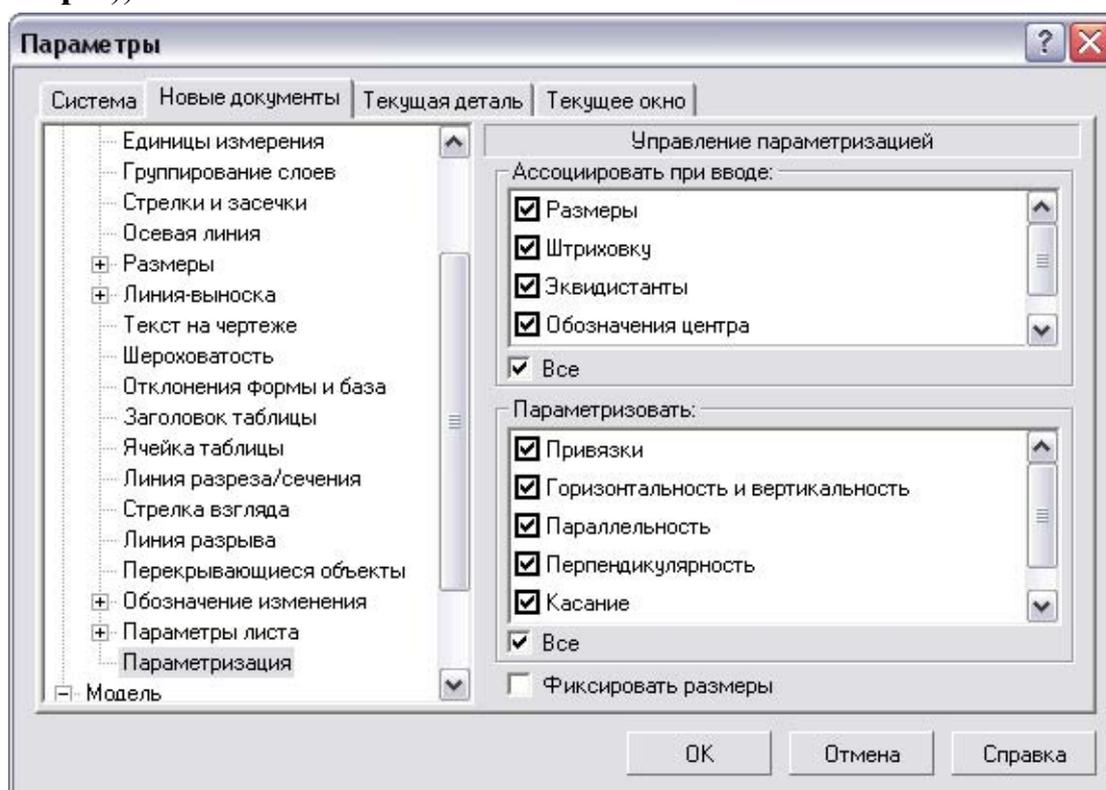 Параметры
Система Новые документы Текущая деталь Текущее окно
Единицы измерения
Группирование слоев
Стрелки и засечки
Осевая линия
Размеры
Линия-выноска
Текст на чертеже
Шероховатость
Отклонения формы и база
Заголовок таблицы
Ячейка таблицы
Линия разреза/сечения
Стрелка взгляда
Линия разрыва
Перекрывающиеся объекты
Обозначение изменения
Параметры листа
Параметризация
Модель
Управление параметризацией
Ассоциировать при вводе:
Размеры
Штриховку
Эквидистанты
Обозначения центра
Все
Параметризовать:
Привязки
Горизонтальность и вертикальность
Параллельность
Перпендикулярность
Касание
Все
Фиксировать размеры
OK Отмена Справка